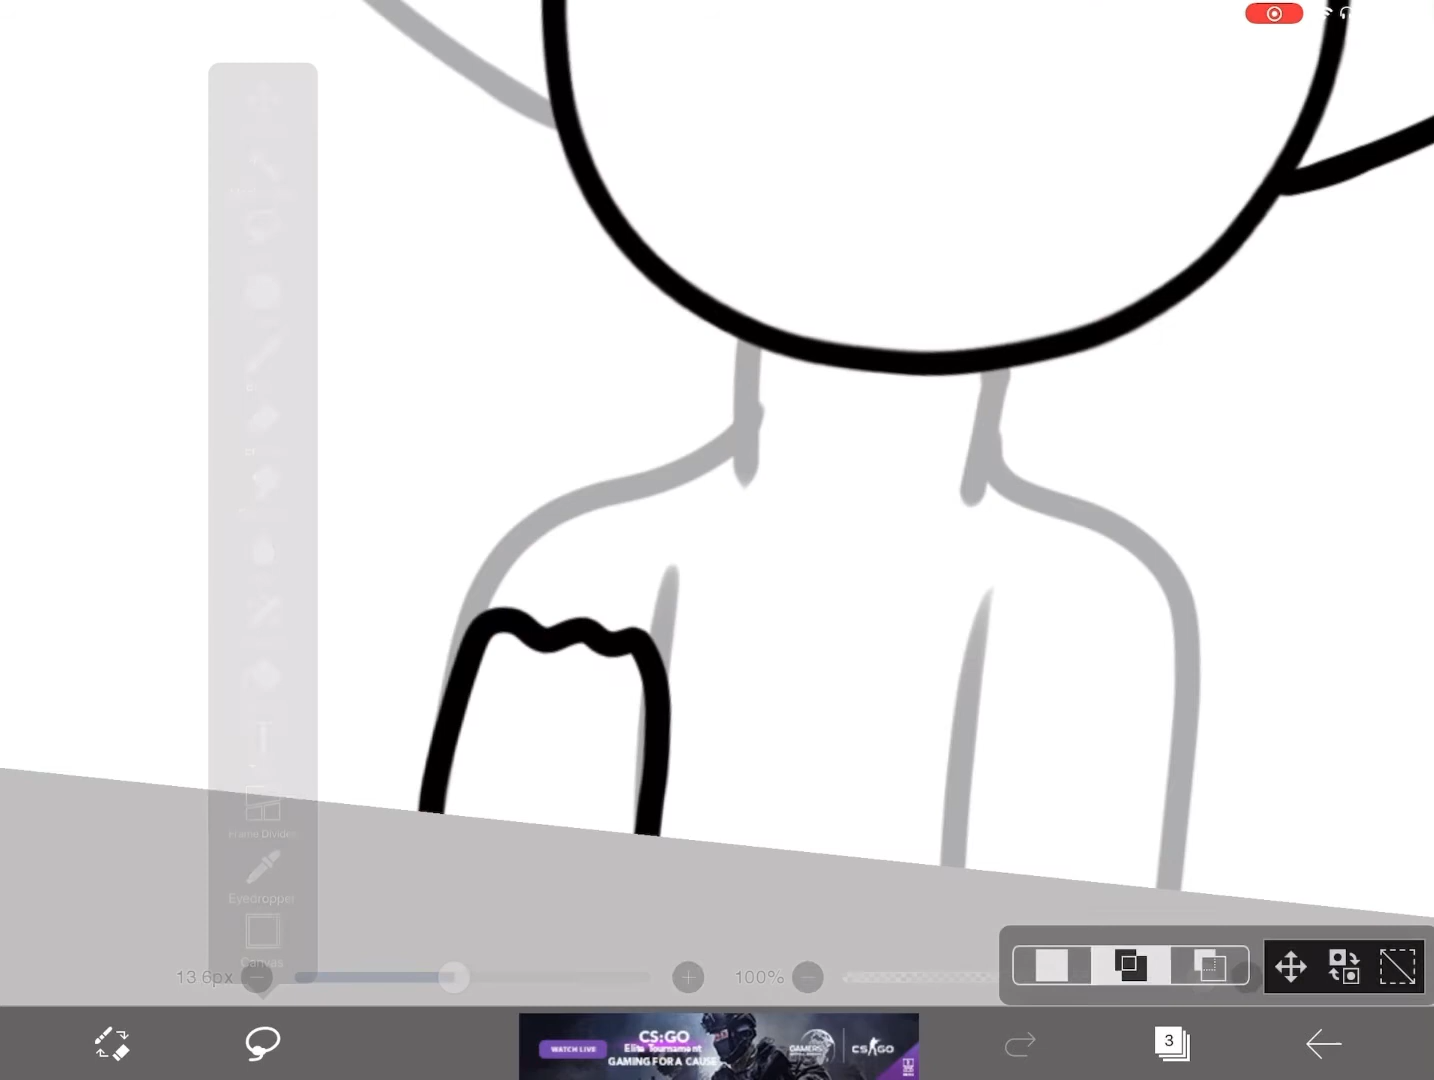 Frame Divider
Eyedropper
Canvas
13.6px
100%
WATCH LIVE
CS:GO
Elite Tournament
GAMING FOR A CAUSE
GAMERS
CS GO
3